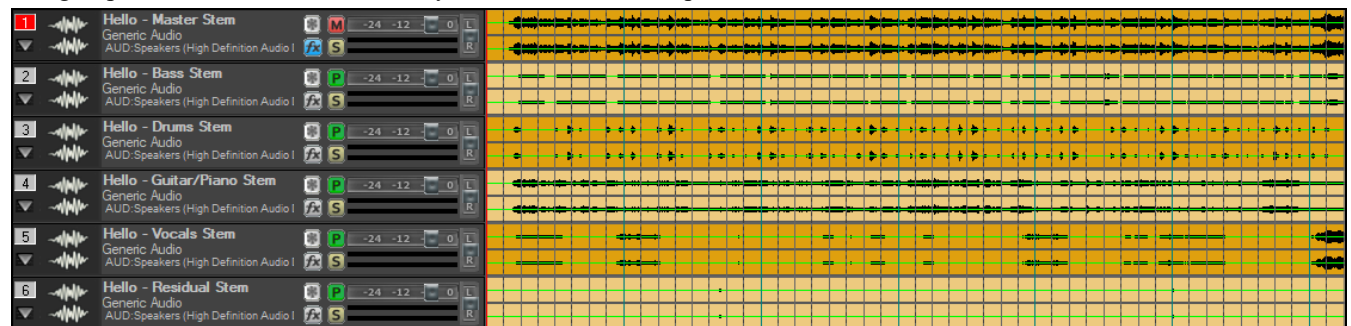 1 Hello - Master Stem M -24 -12 0 L
Generic Audio
AUD:Speakers (High Definition Audio I fx S R
2 Hello - Bass Stem P -24 -12 0 L
Generic Audio
AUD:Speakers (High Definition Audio I fx S R
3 Hello - Drums Stem P -24 -12 0 L
Generic Audio
AUD:Speakers (High Definition Audio I fx S R
4 Hello - Guitar/Piano Stem P -24 -12 0 L
Generic Audio
AUD:Speakers (High Definition Audio I fx S R
5 Hello - Vocals Stem P -24 -12 0 L
Generic Audio
AUD:Speakers (High Definition Audio I fx S R
6 Hello - Residual Stem P -24 -12 0 L
Generic Audio
AUD:Speakers (High Definition Audio I fx S R